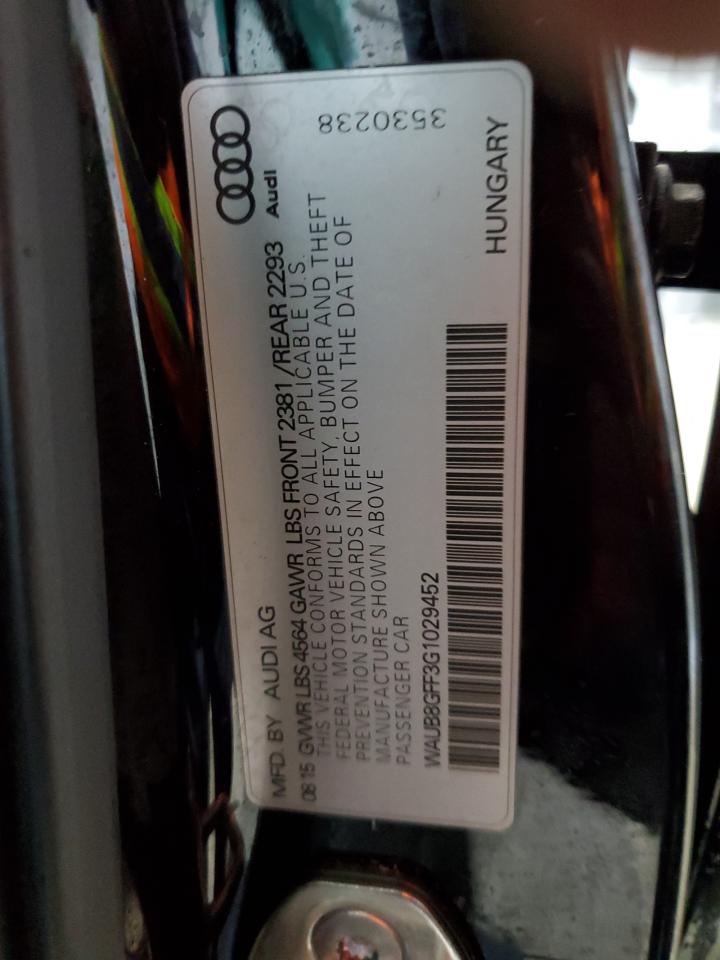 MFD. BY AUDI AG
Audi
06 15 GVWR LBS 4564 GAWR LBS FRONT 2381 /REAR 2293
THIS VEHICLE CONFORMS TO ALL APPLICABLE U.S.
FEDERAL MOTOR VEHICLE SAFETY, BUMPER AND THEFT
PREVENTION STANDARDS IN EFFECT ON THE DATE OF
MANUFACTURE SHOWN ABOVE
PASSENGER CAR
3530238
WAUB8GFF3G1029452
HUNGARY